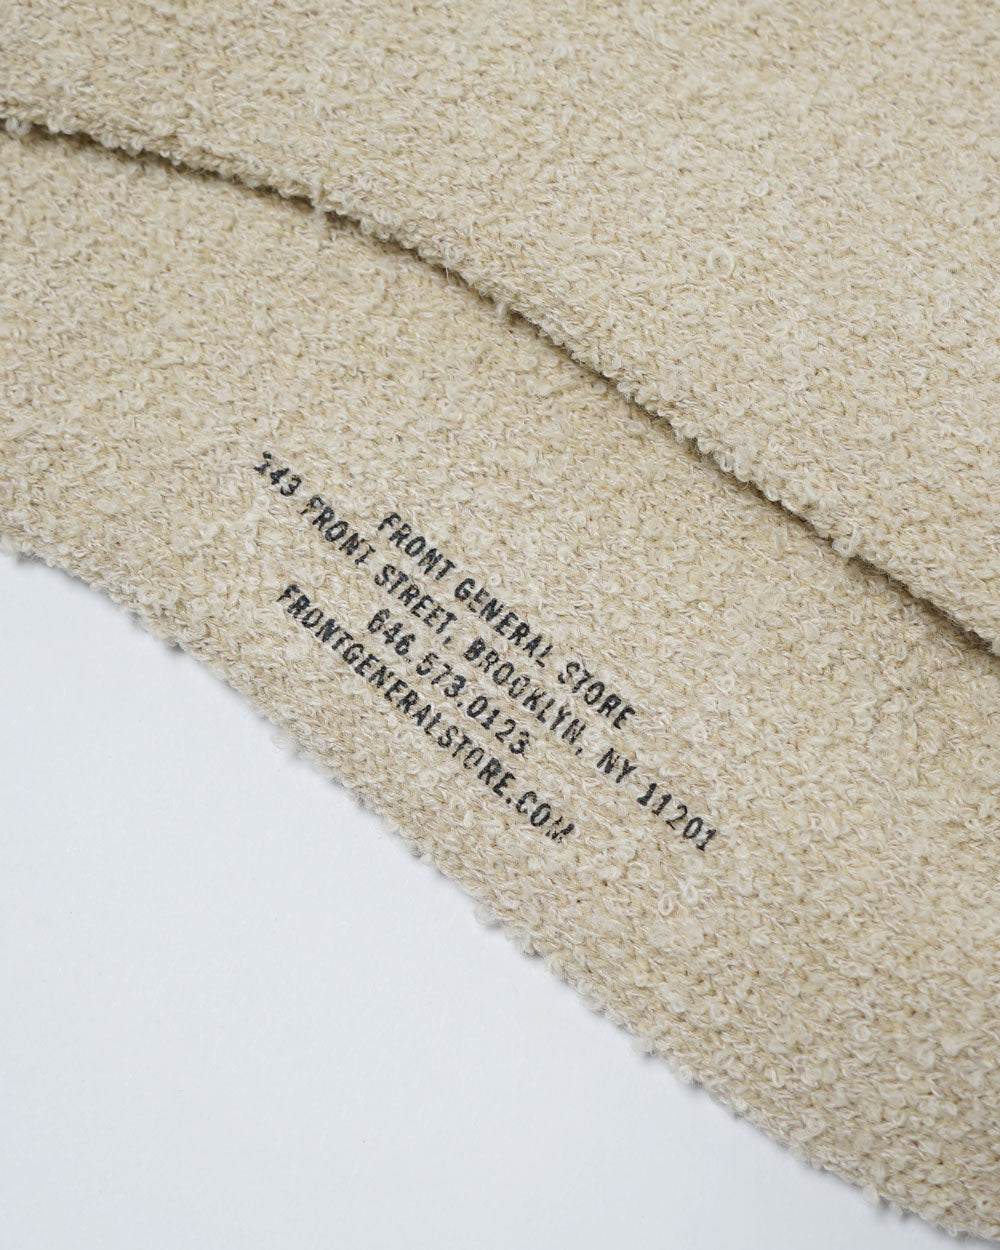 FRONT GENERAL STORE
143 FRONT STREET, BROOKLYN, NY 11201
646.573.0123
FRONTGENERALSTORE.COM